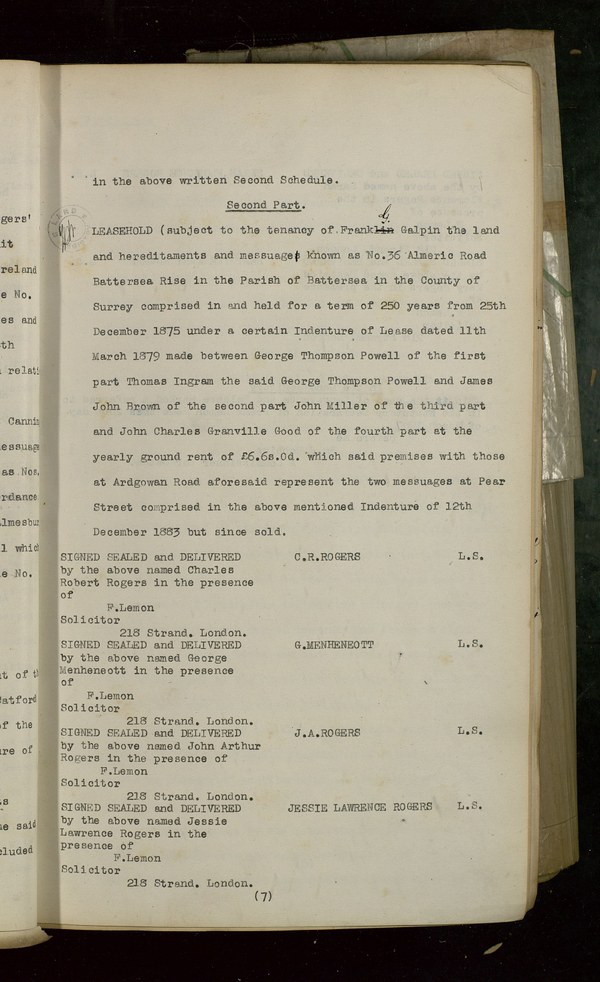 in the above written Second Schedule.
Second Part.
G.
LEASEHOLD (subject to the tenancy of Franklin Galpin the land
and hereditaments and messuage known as No.36 Almeric Road
Battersea Rise in the Parish of Battersea in the County of
Surrey comprised in and held for a term of 250 years from 25th
December 1875 under a certain Indenture of Lease dated 11th
March 1879 made between George Thompson Powell of the first
part Thomas Ingram the said George Thompson Powell and James
John Brown of the second part John Miller of the third part
and John Charles Granville Good of the fourth part at the
yearly ground rent of £6.6s.0d. which said premises with those
at Ardgowan Road aforesaid represent the two messuages at Pear
Street comprised in the above mentioned Indenture of 12th
December 1883 but since sold.
SIGNED SEALED and DELIVERED C.R.ROGERS L.S.
by the above named Charles
Robert Rogers in the presence
of
F.Lemon
Solicitor
218 Strand. London.
SIGNED SEALED and DELIVERED G.MENHENEOTT L.S.
by the above named George
Menheneott in the presence
of
F.Lemon
Solicitor
218 Strand. London.
SIGNED SEALED and DELIVERED J.A.ROGERS L.S.
by the above named John Arthur
Rogers in the presence of
F.Lemon
Solicitor
218 Strand. London.
SIGNED SEALED and DELIVERED JESSIE LAWRENCE ROGERS L.S.
by the above named Jessie
Lawrence Rogers in the
presence of
F.Lemon
Solicitor
218 Strand. London.
(7)